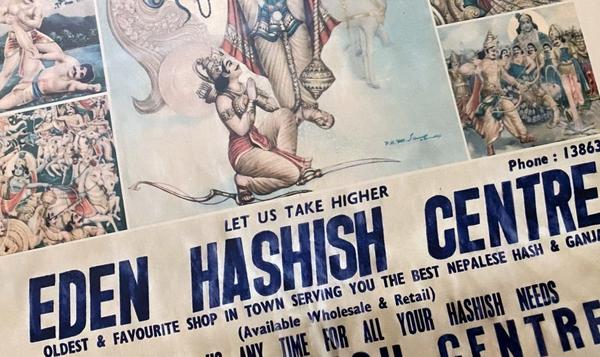 Phone : 13863
LET US TAKE HIGHER
EDEN HASHISH CENTRE
OLDEST & FAVOURITE SHOP IN TOWN SERVING YOU THE BEST NEPALESE HASH & GANJA
(Available Wholesale & Retail)
ANY TIME FOR ALL YOUR HASHISH NEEDS
CENTRE